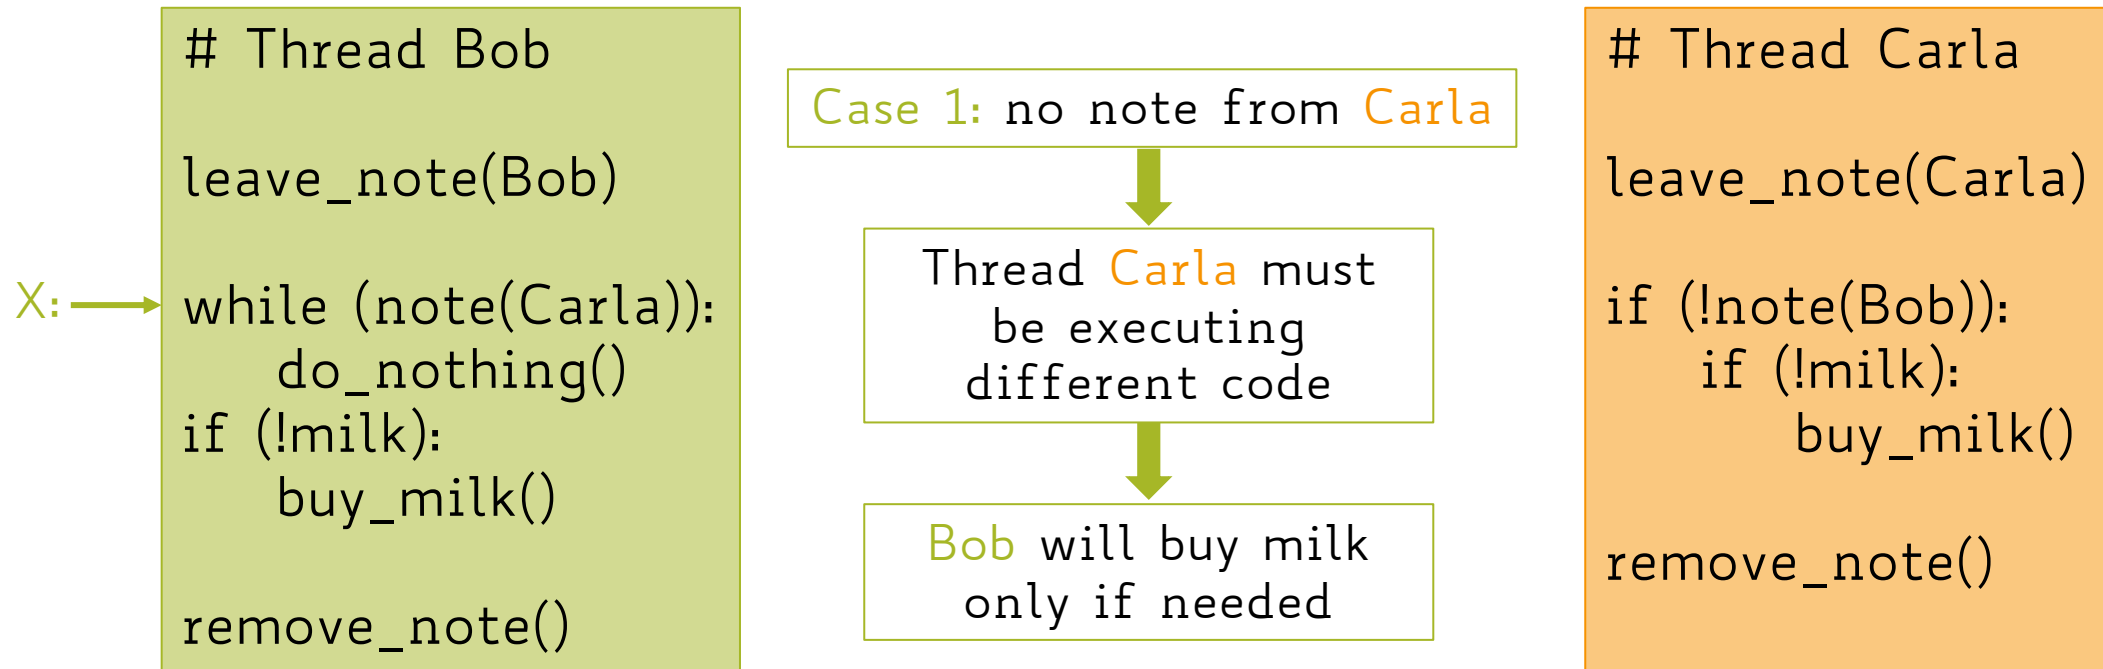 # Thread Bob
leave_note(Bob)
X:
while (note(Carla)):
do_nothing()
if (!milk):
buy_milk()
remove_note()
Case 1: no note from Carla
Thread Carla must
be executing
different code
Bob will buy milk
only if needed
# Thread Carla
leave_note(Carla)
if (!note(Bob)):
if (!milk):
buy_milk()
remove_note()